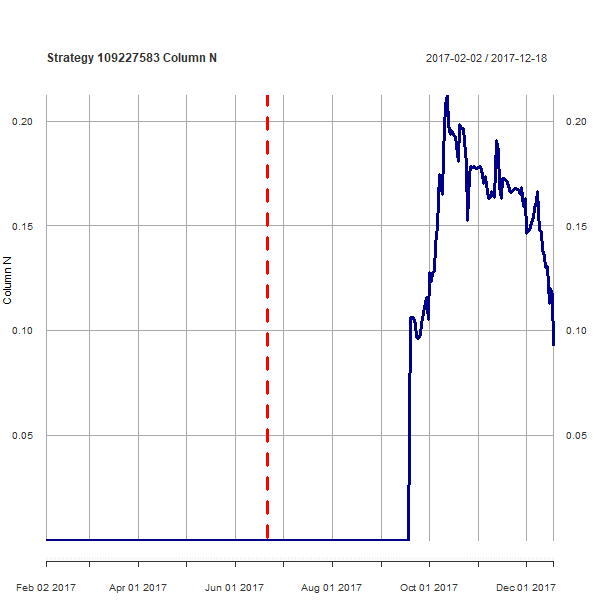 Strategy 109227583 Column N
2017-02-02 / 2017-12-18
0.20
0.20
0.15
0.15
Column N
0.10
0.10
0.05
0.05
Feb 02 2017
Apr 01 2017
Jun 01 2017
Aug 01 2017
Oct 01 2017
Dec 01 2017